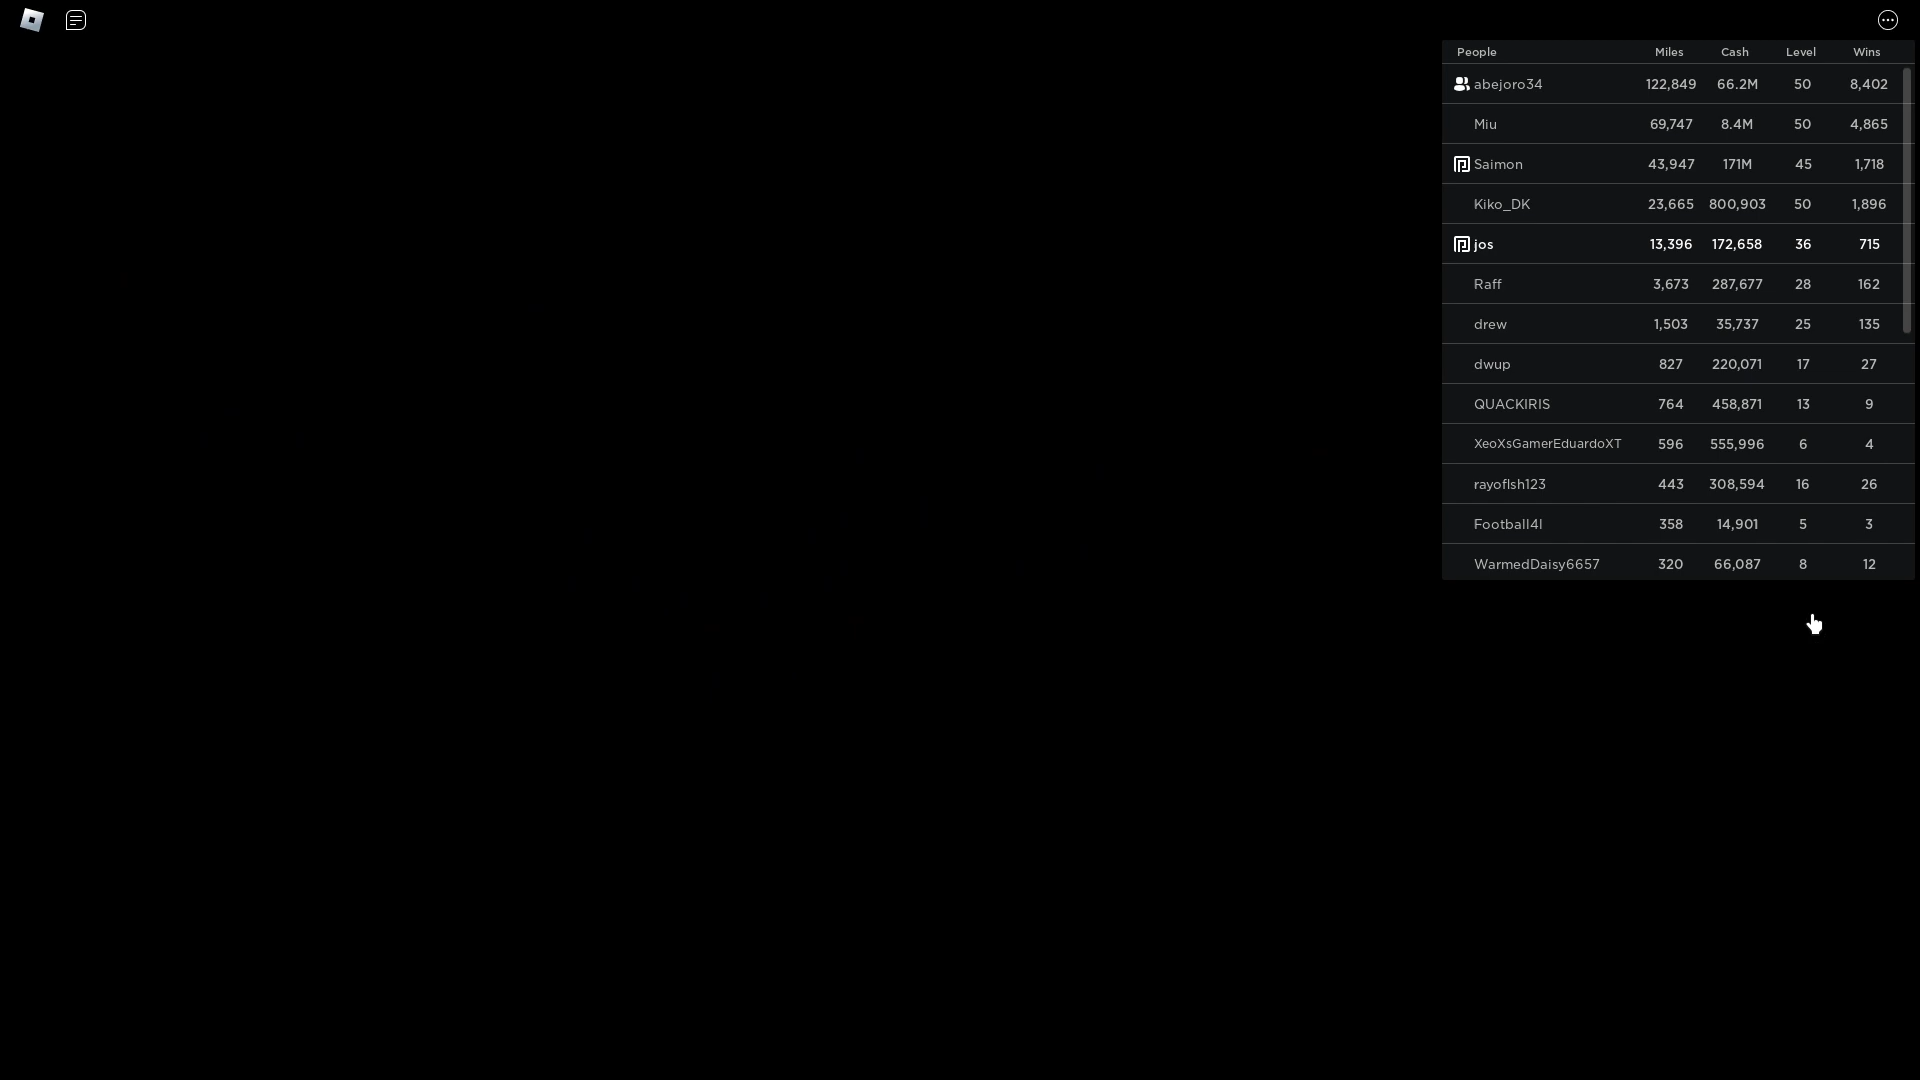 People Miles Cash Level Wins
abejoro34 122,849 66.2M 50 8,402
Miu 69,747 8.4M 50 4,865
Saimon 43,947 171M 45 1,718
Kiko_DK 23,665 800,903 50 1,896
jos 13,396 172,658 36 715
Raff 3,673 287,677 28 162
drew 1,503 35,737 25 135
dwup 827 220,071 17 27
QUACKIRIS 764 458,871 13 9
XeoXsGamerEduardoXT 596 555,996 6 4
rayoflsh123 443 308,594 16 26
Football4l 358 14,901 5 3
WarmedDaisy6657 320 66,087 8 12